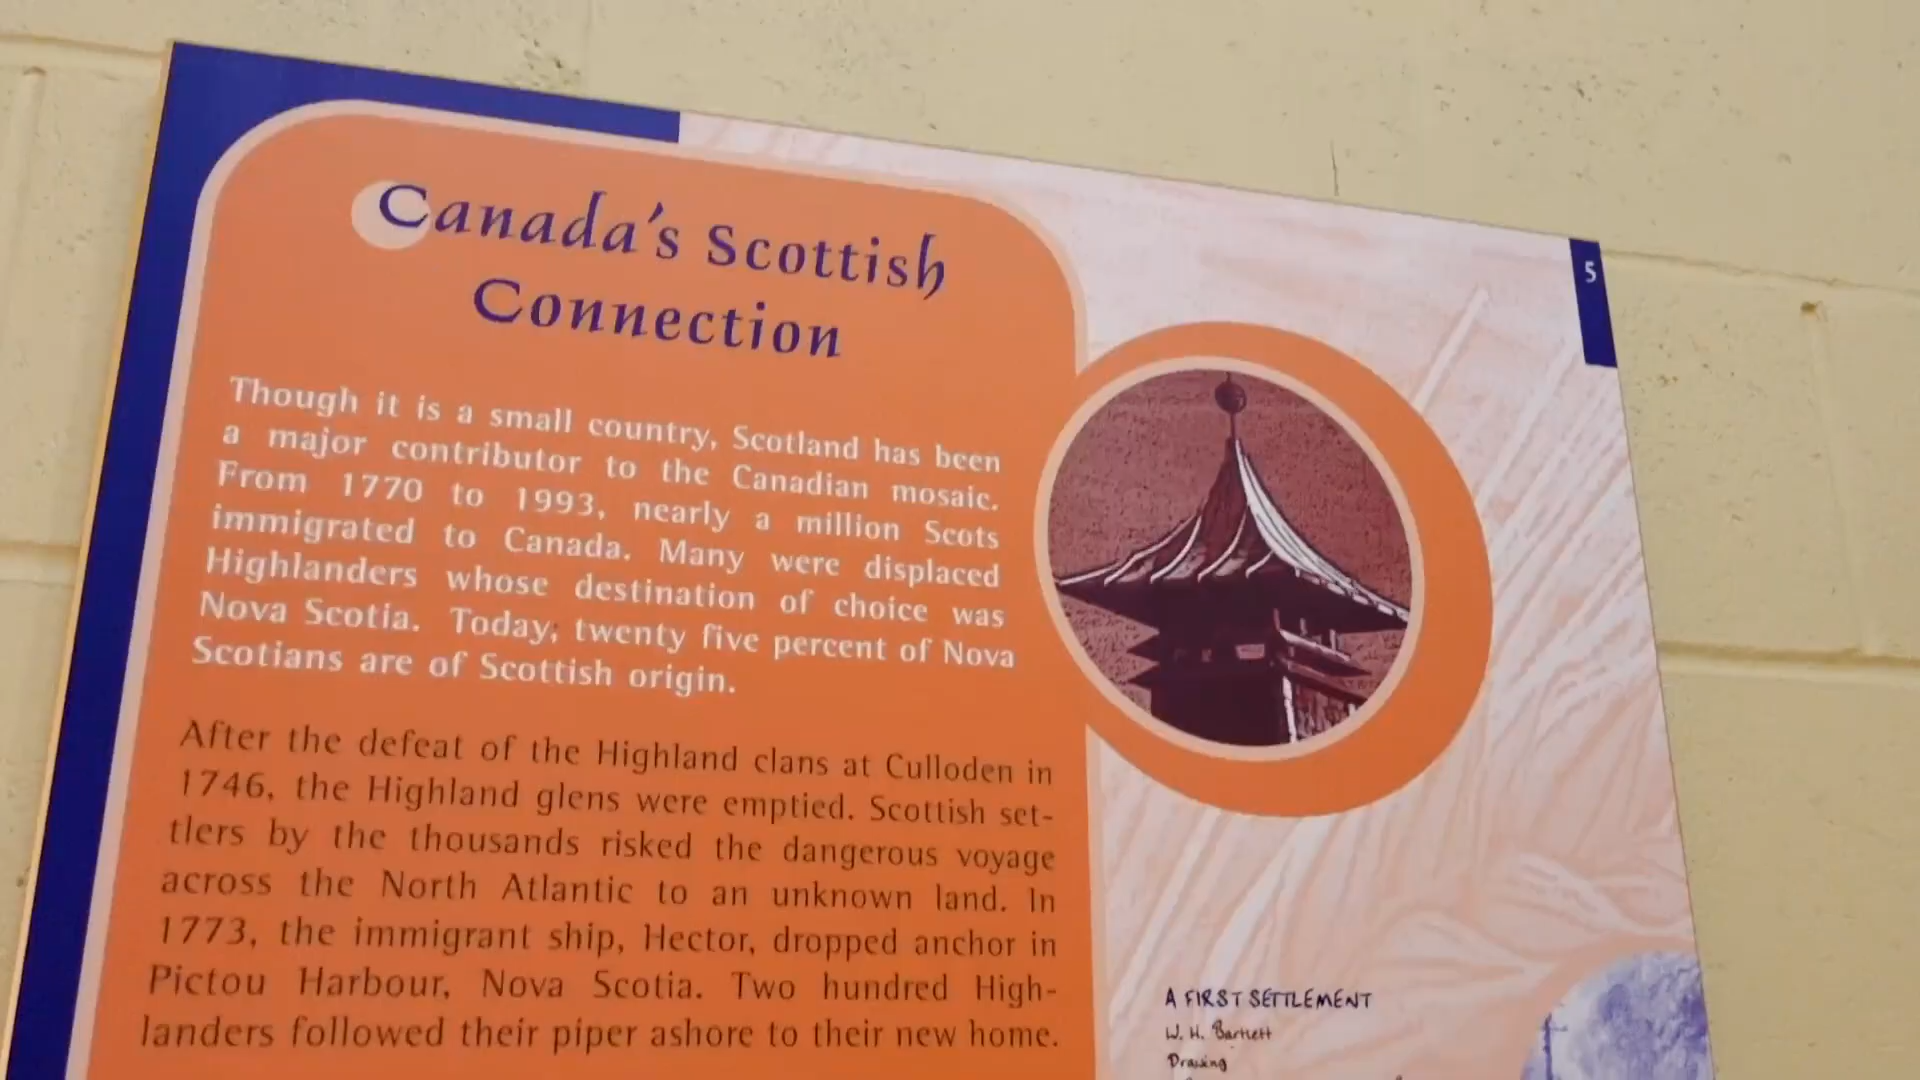 Canada's Scottish
Connection
Though it is a small country, Scotland has been
a major contributor to the Canadian mosaic.
From 1770 to 1993, nearly a million Scots
immigrated to Canada. Many were displaced
Highlanders whose destination of choice was
Nova Scotia. Today; twenty five percent of Nova
Scotians are of Scottish origin.
After the defeat of the Highland clans at Culloden in
1746, the Highland glens were emptied. Scottish set-
tlers by the thousands risked the dangerous voyage
across the North Atlantic to an unknown land. In
1773, the immigrant ship, Hector, dropped anchor in
Pictou Harbour, Nova Scotia. Two hundred High-
landers followed their piper ashore to their new home.
5
A FIRST SETTLEMENT
W. H. Bartlett
Drawing